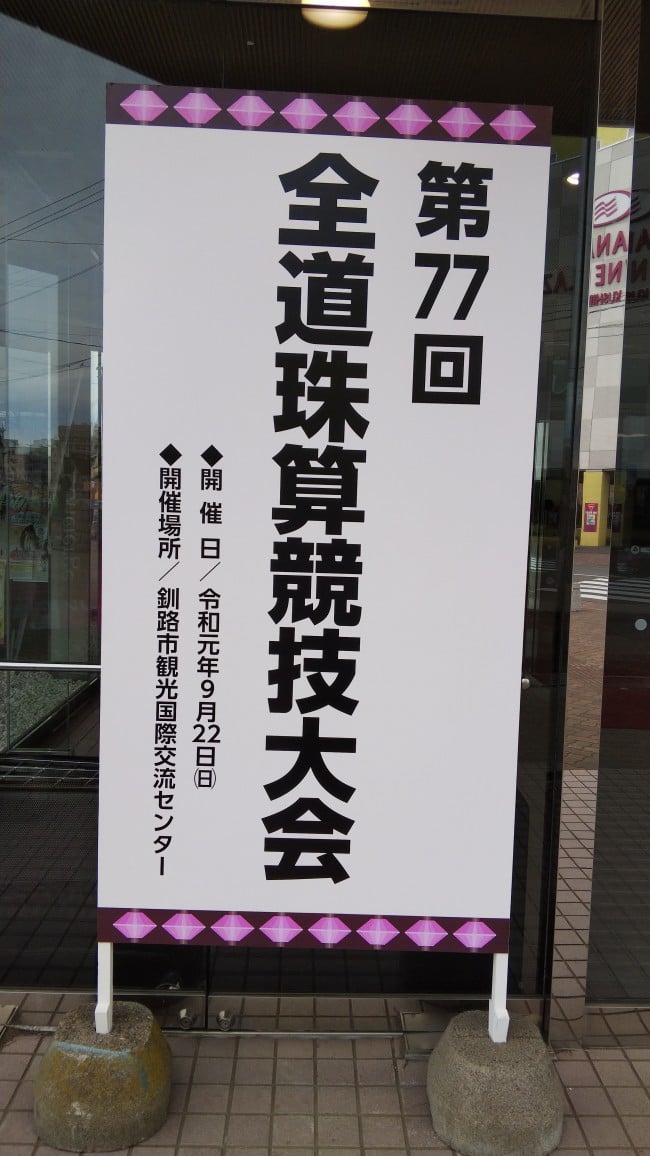 第77回
全道珠算競技大会
◆開催日／令和元年9月22日(日)
◆開催場所／釧路市観光国際交流センター